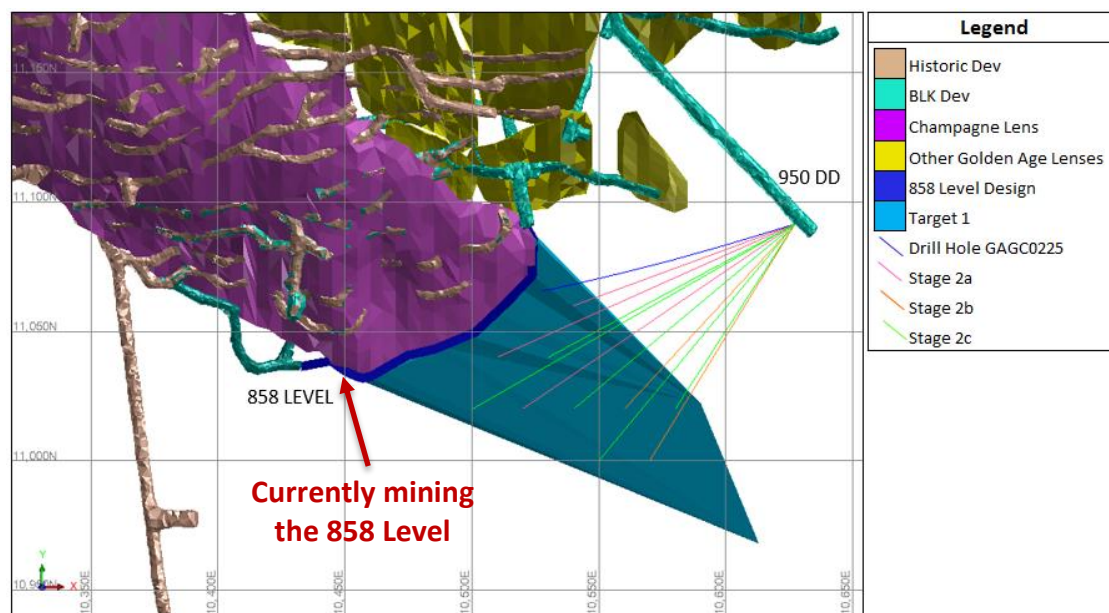 Legend
Historic Dev
BLK Dev
Champagne Lens
Other Golden Age Lenses
858 Level Design
Target 1
Drill Hole GAGC0225
Stage 2a
Stage 2b
Stage 2c
11,150N
11,100N
950 DD
11,050N
858 LEVEL
11,000N
Currently mining
the 858 Level
Y
X
10,950N
10,350E
10,400E
10,450E
10,500E
10,550E
10,600E
10,650E